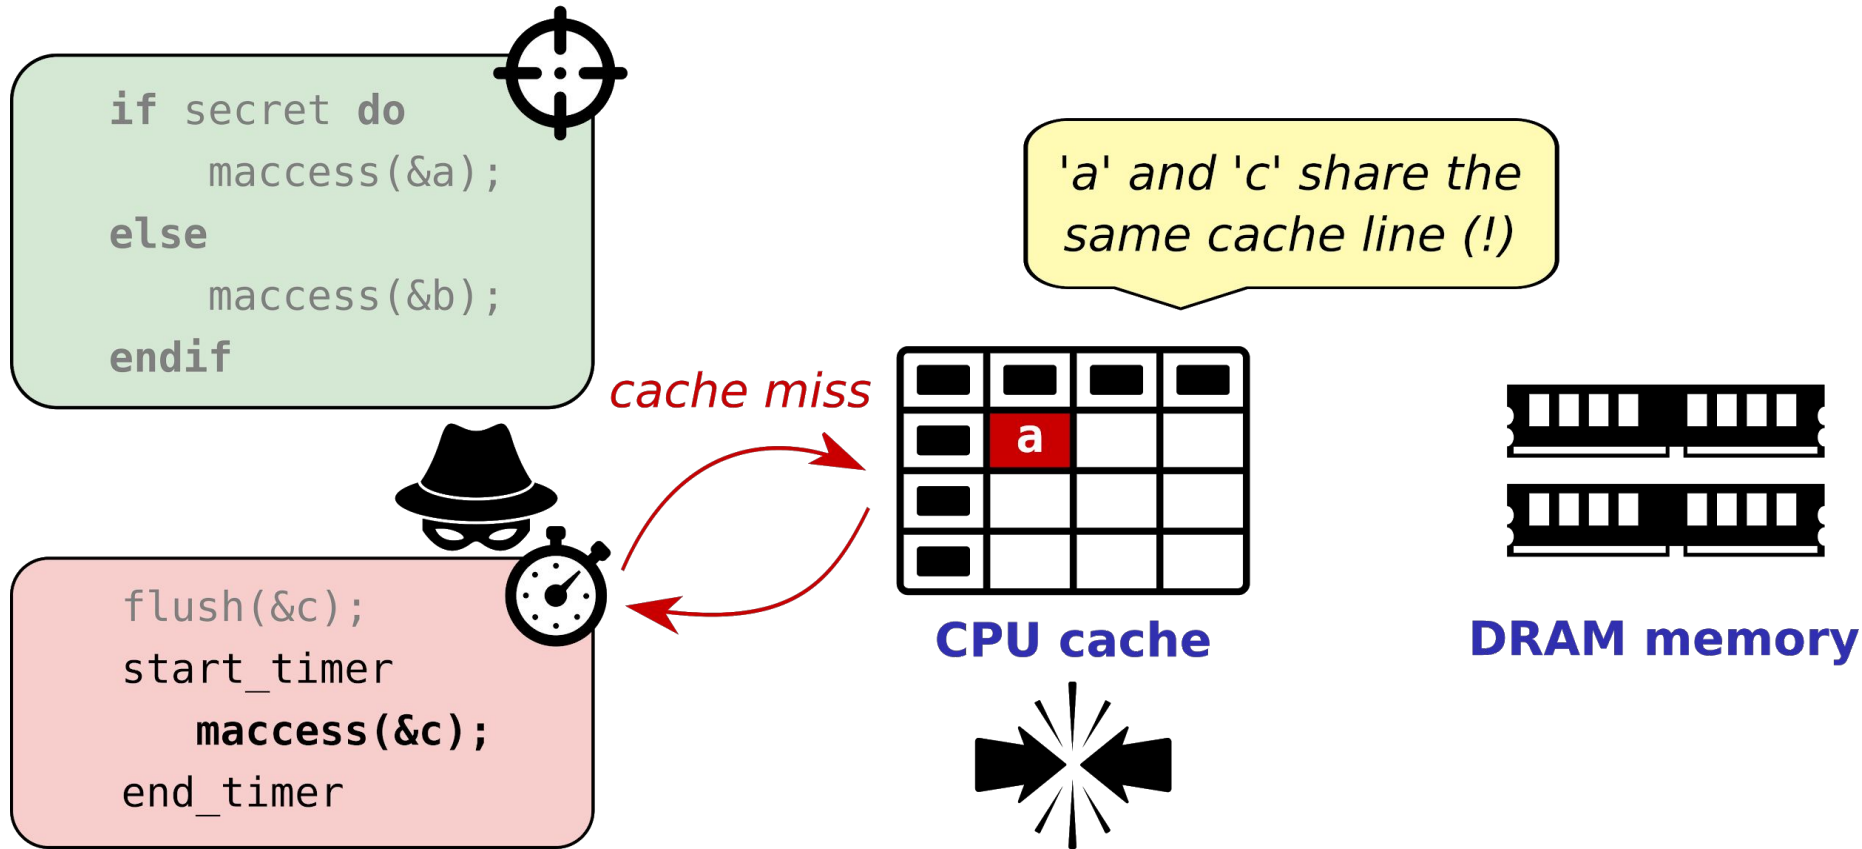 if secret do
maccess(&a);
else
maccess(&b);
endif
'a' and 'c' share the
same cache line (!)
cache miss
a
flush(&c);
start_timer
maccess(&c);
end_timer
CPU cache
DRAM memory